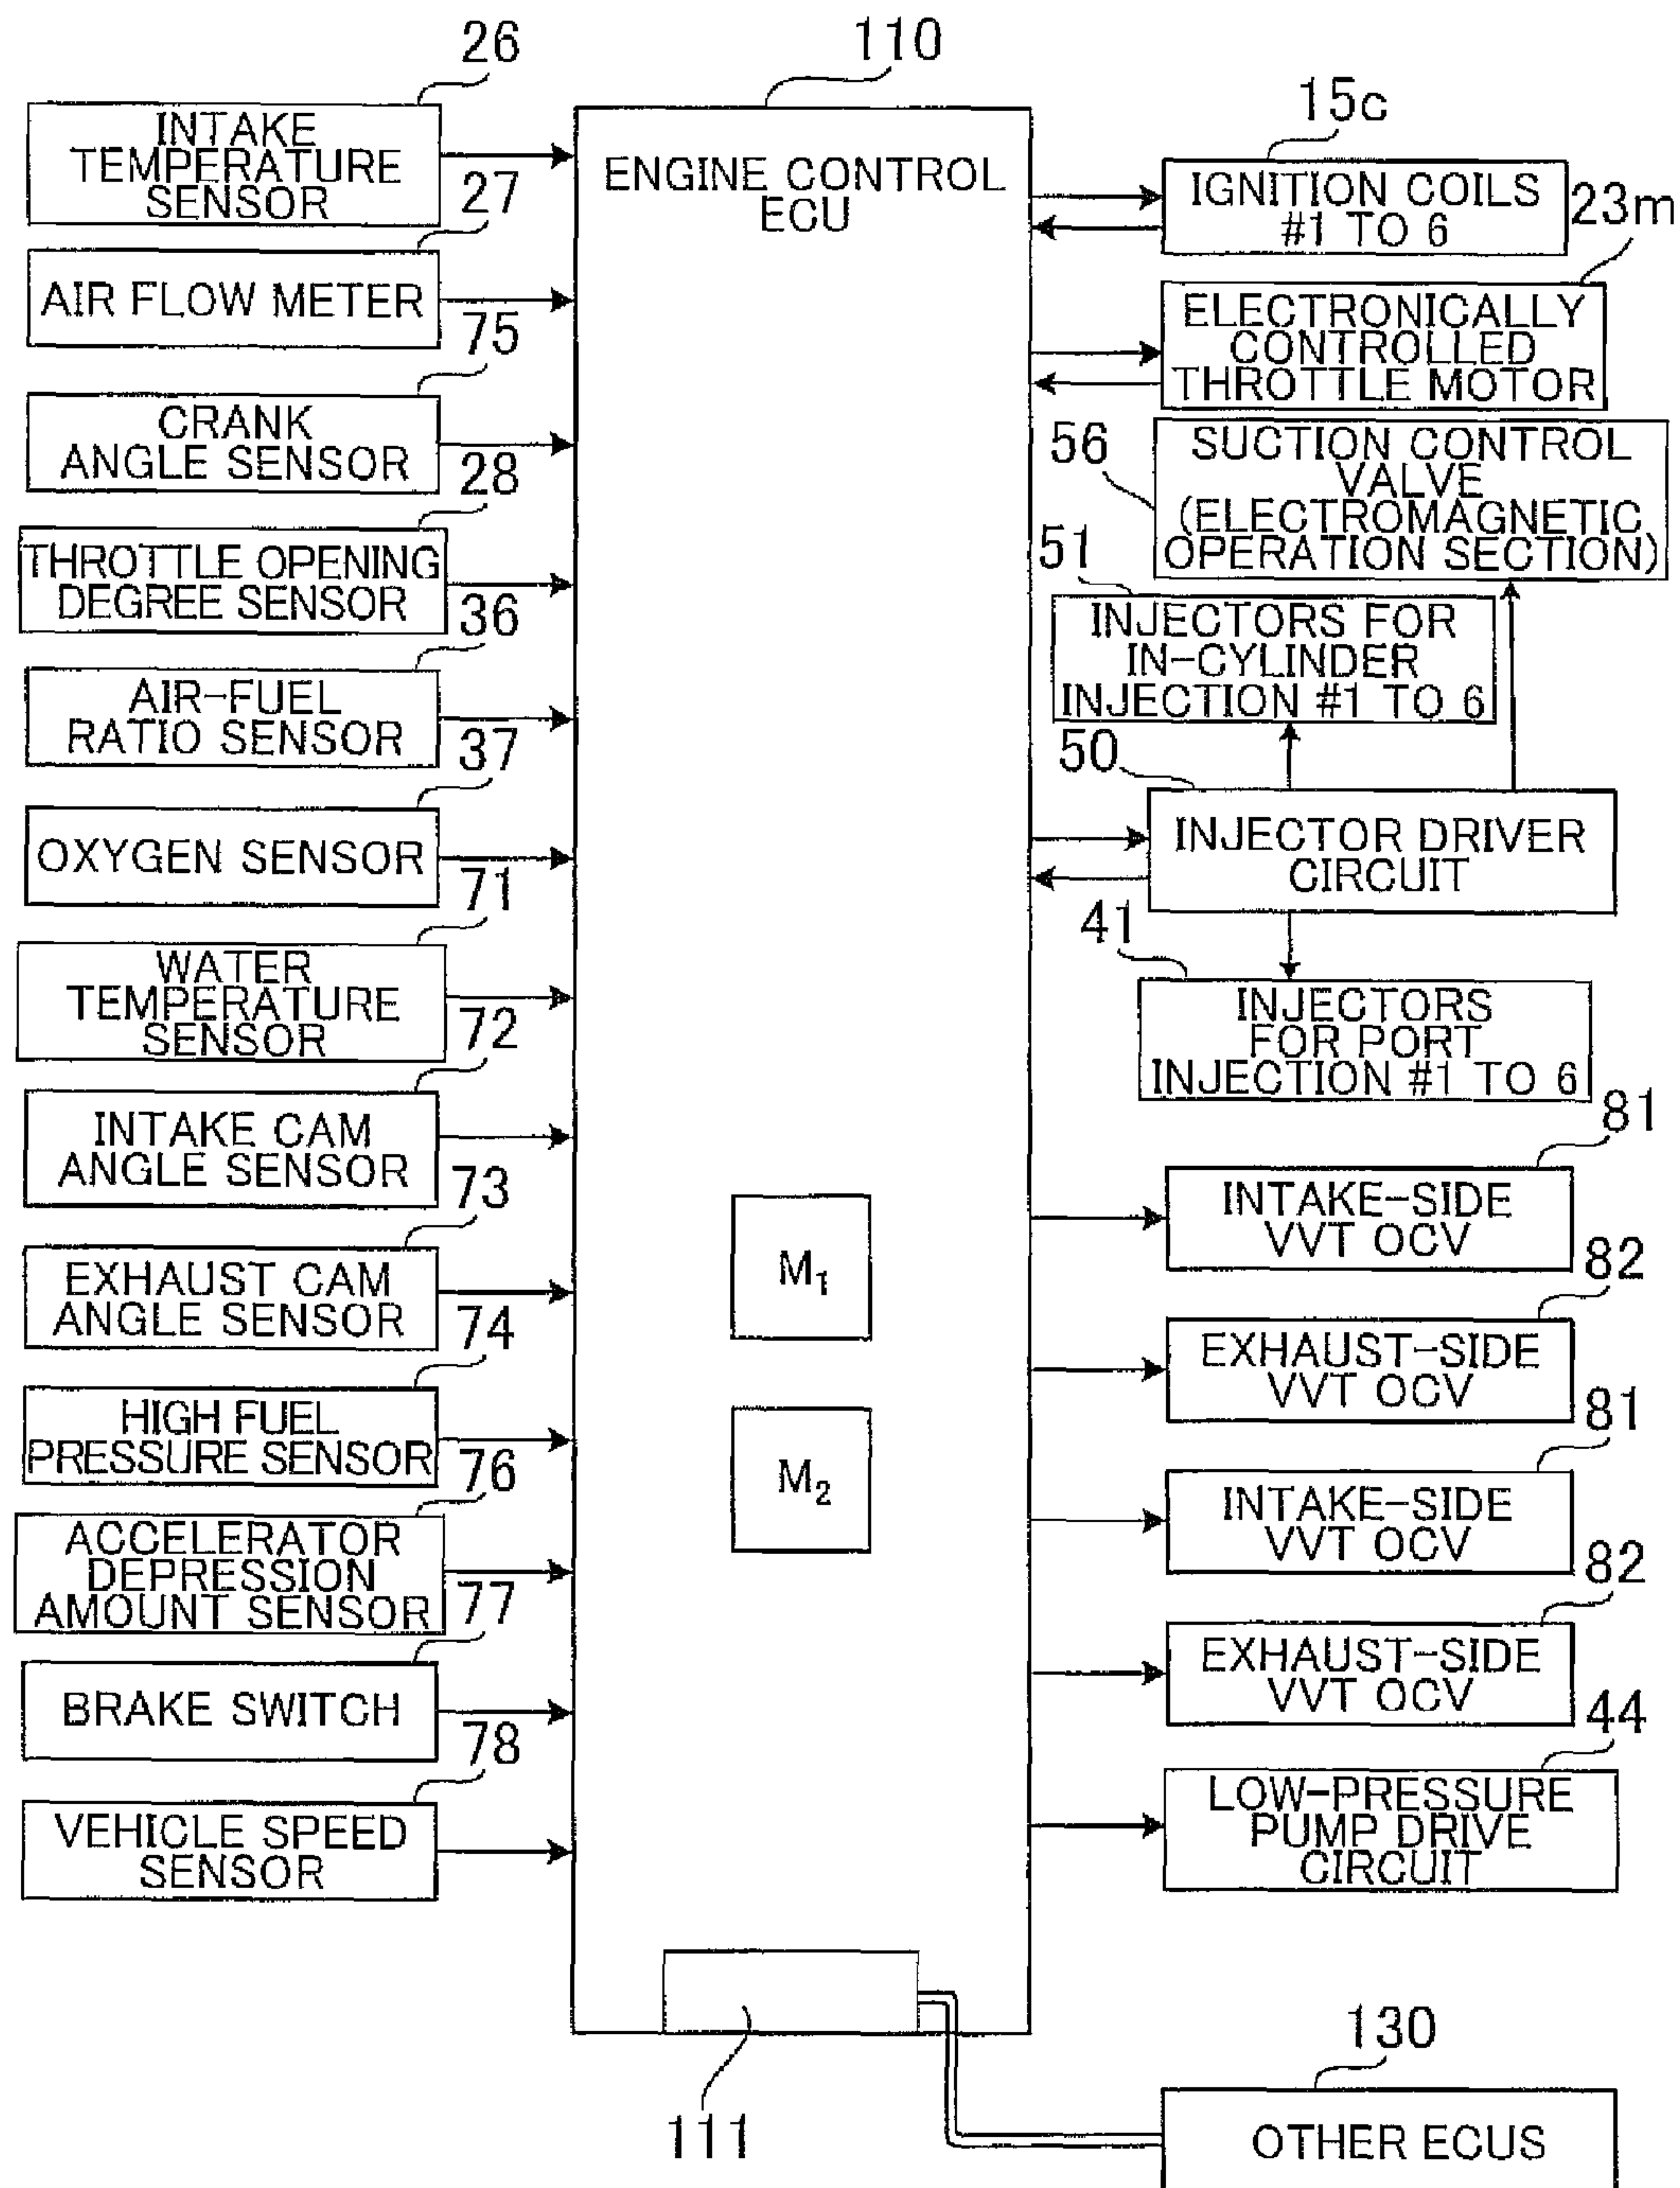 26
INTAKE
TEMPERATURE
SENSOR
27
AIR FLOW METER
75
CRANK
ANGLE SENSOR
28
THROTTLE OPENING
DEGREE SENSOR
36
AIR-FUEL
RATIO SENSOR
37
OXYGEN SENSOR
71
WATER
TEMPERATURE
SENSOR
72
INTAKE CAM
ANGLE SENSOR
73
EXHAUST CAM
ANGLE SENSOR
74
HIGH FUEL
PRESSURE SENSOR
76
ACCELERATOR
DEPRESSION
AMOUNT SENSOR
77
BRAKE SWITCH
78
VEHICLE SPEED
SENSOR
110
ENGINE CONTROL
ECU
M1
M2
111
15c
IGNITION COILS
#1 TO 6
23m
ELECTRONICALLY
CONTROLLED
THROTTLE MOTOR
56
SUCTION CONTROL
VALVE
(ELECTROMAGNETIC
OPERATION SECTION)
51
INJECTORS FOR
IN-CYLINDER
INJECTION #1 TO 6
50
INJECTOR DRIVER
CIRCUIT
41
INJECTORS
FOR PORT
INJECTION #1 TO 6
81
INTAKE-SIDE
VVT OCV
82
EXHAUST-SIDE
VVT OCV
81
INTAKE-SIDE
VVT OCV
82
EXHAUST-SIDE
VVT OCV
44
LOW-PRESSURE
PUMP DRIVE
CIRCUIT
130
OTHER ECUS